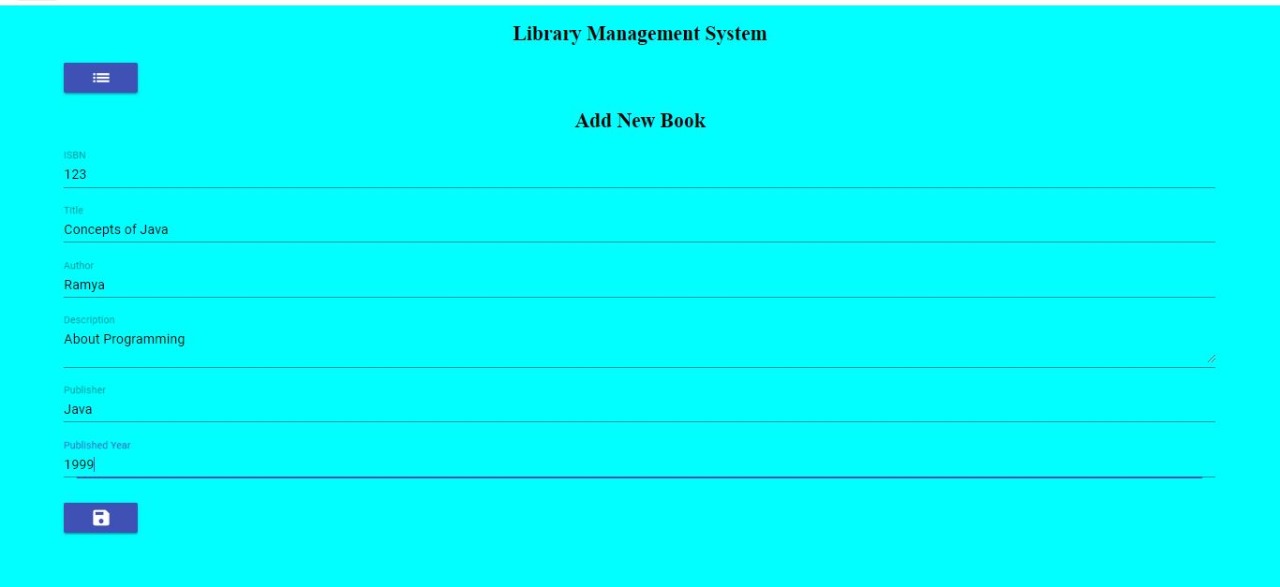 Library Management System
Add New Book
ISBN
123
Title
Concepts of Java
Author
Ramya
Description
About Programming
Publisher
Java
Published Year
1999